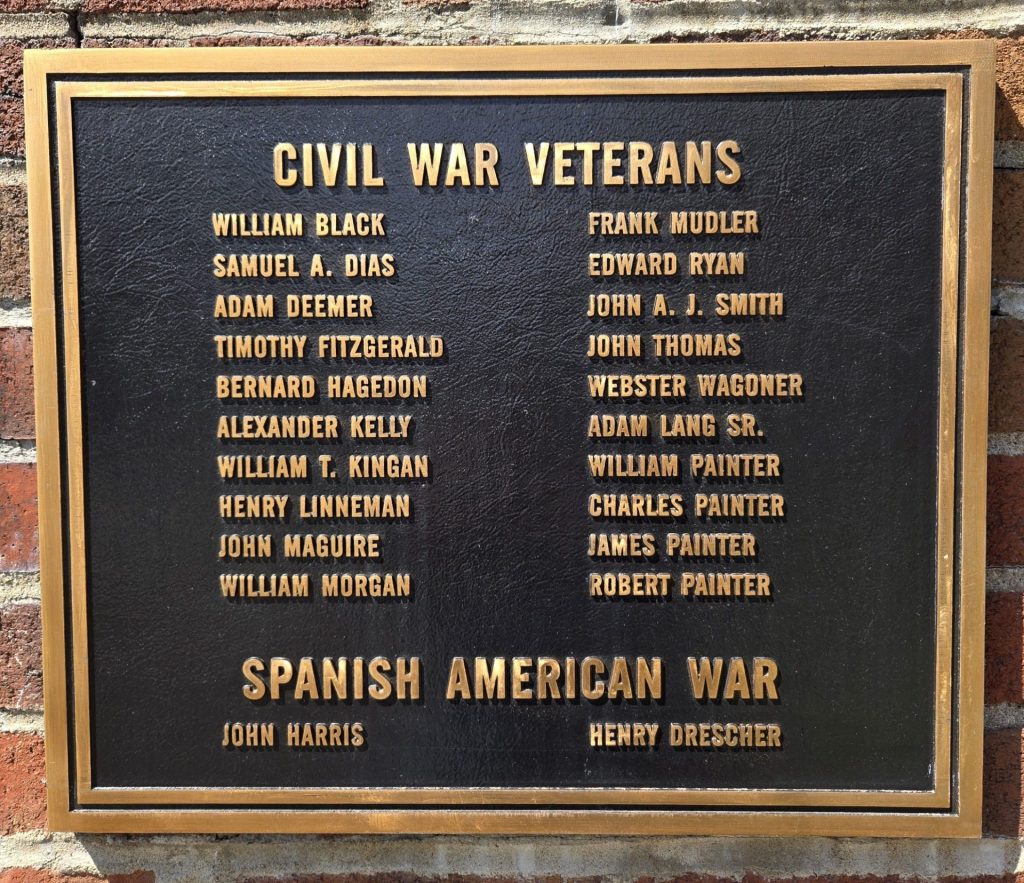 CIVIL WAR VETERANS
WILLIAM BLACK
SAMUEL A. DIAS
ADAM DEEMER
TIMOTHY FITZGERALD
BERNARD HAGEDON
ALEXANDER KELLY
WILLIAM T. KINGAN
HENRY LINNEMAN
JOHN MAGUIRE
WILLIAM MORGAN
FRANK MUDLER
EDWARD RYAN
JOHN A. J. SMITH
JOHN THOMAS
WEBSTER WAGONER
ADAM LANG SR.
WILLIAM PAINTER
CHARLES PAINTER
JAMES PAINTER
ROBERT PAINTER
SPANISH AMERICAN WAR
JOHN HARRIS
HENRY DRESCHER